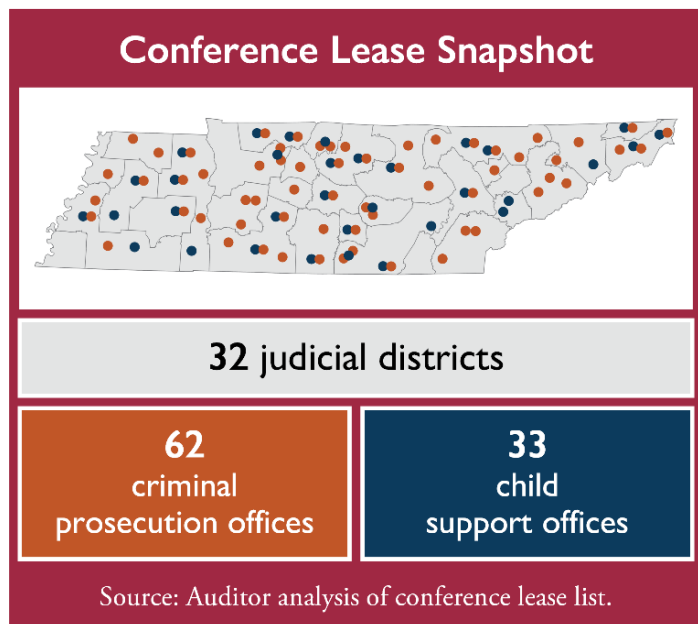 Conference Lease Snapshot
32 judicial districts
62
criminal
prosecution offices
33
child
support offices
Source: Auditor analysis of conference lease list.